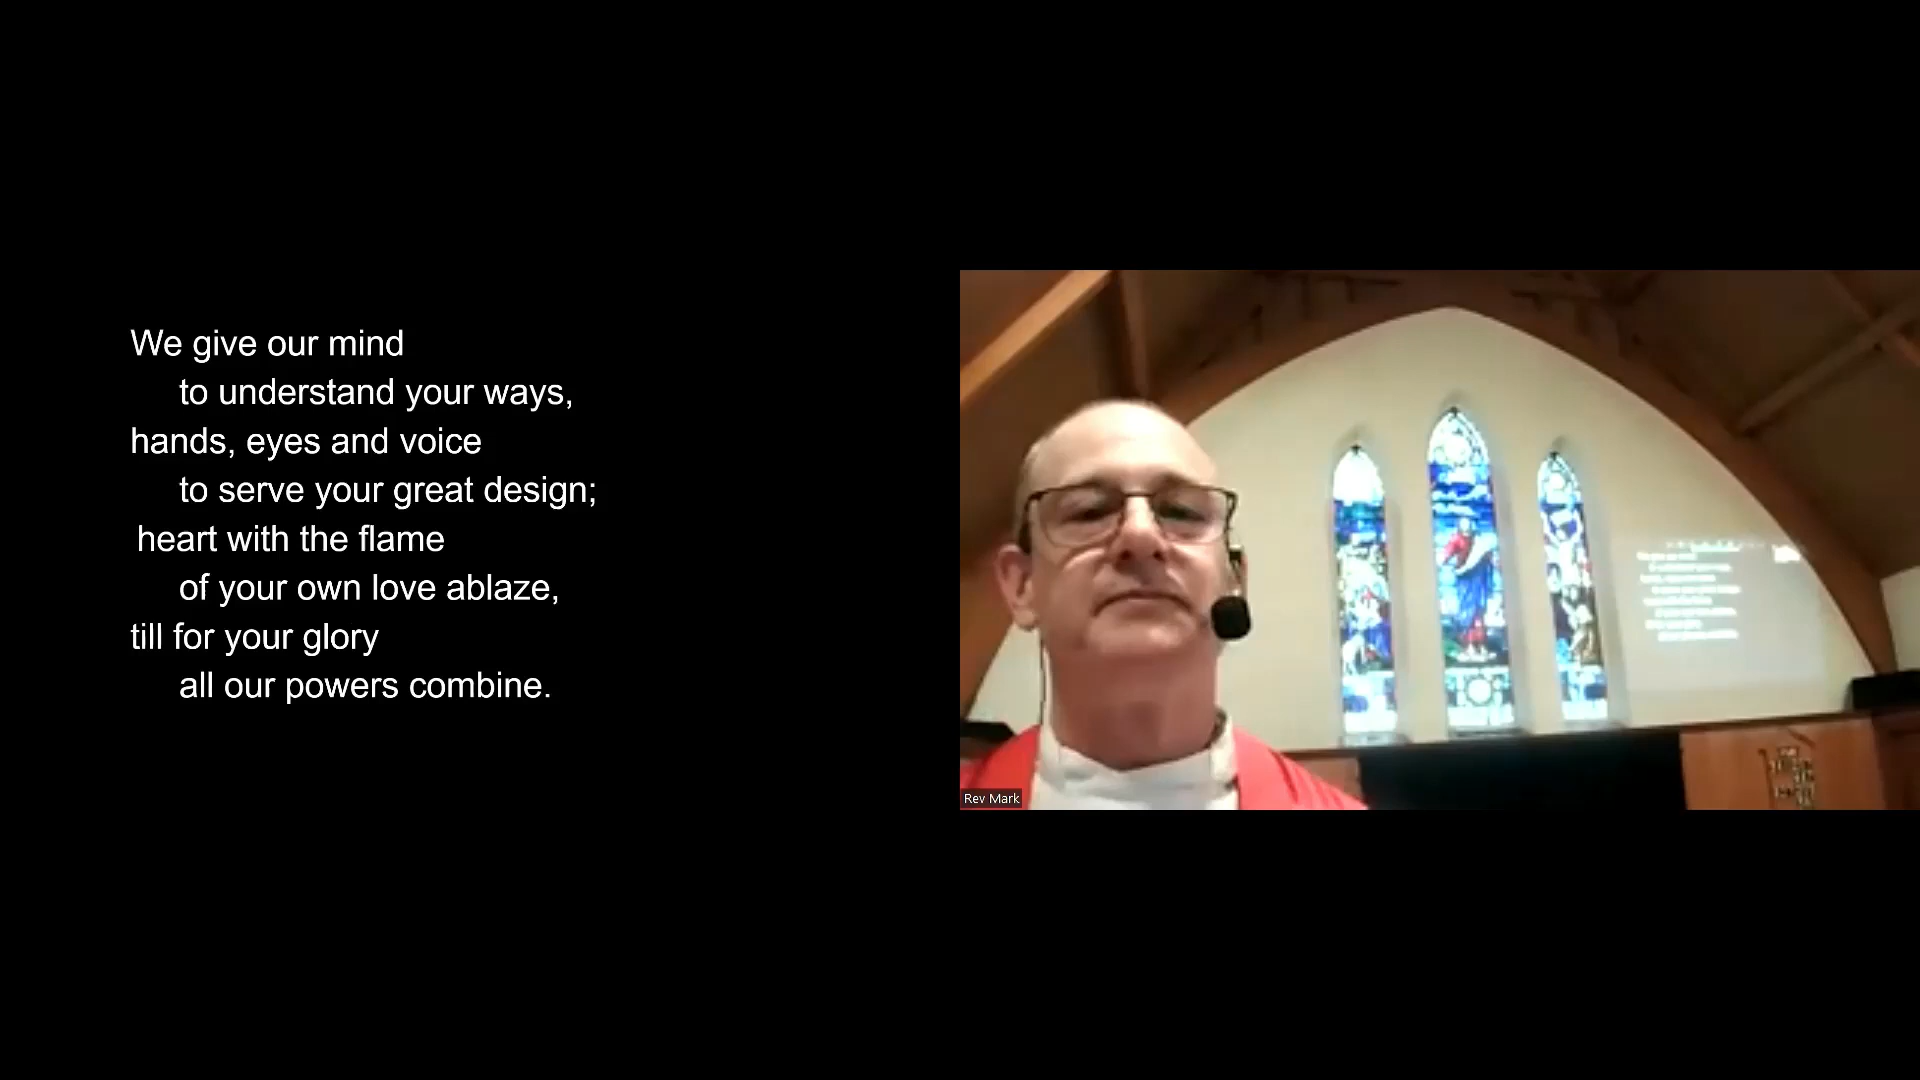 We give our mind
to understand your ways,
hands, eyes and voice
to serve your great design;
heart with the flame
of your own love ablaze,
till for your glory
all our powers combine.
Rev Mark